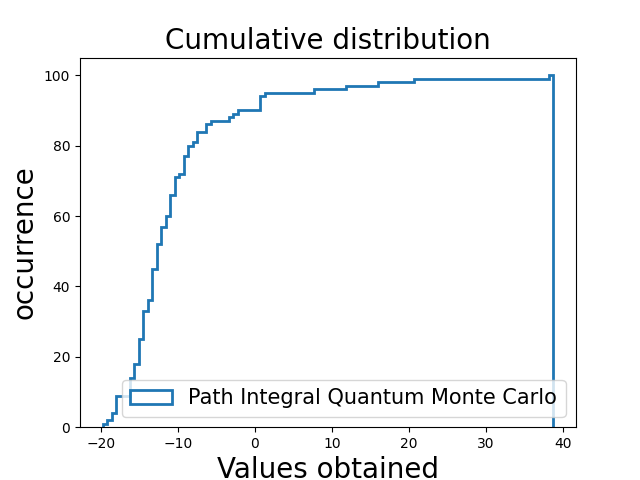 Cumulative distribution
100
80
60
40
20
0
occurrence
Path Integral Quantum Monte Carlo
−20 −10 0 10 20 30 40
Values obtained